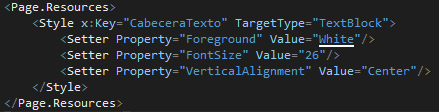 <Page.Resources>
<Style x:Key="CabeceraTexto" TargetType="TextBlock">
<Setter Property="Foreground" Value="White"/>
<Setter Property="FontSize" Value="26"/>
<Setter Property="VerticalAlignment" Value="Center"/>
</Style>
</Page.Resources>